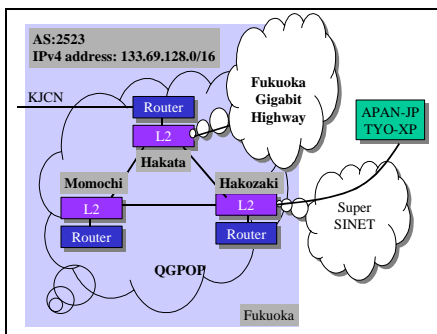 AS:2523
IPv4 address: 133.69.128.0/16
KJCN
Router
L2
Hakata
Fukuoka
Gigabit
Highway
APAN-JP
TYO-XP
Momochi
L2
Router
Hakozaki
L2
Router
Super
SINET
QGPOP
Fukuoka